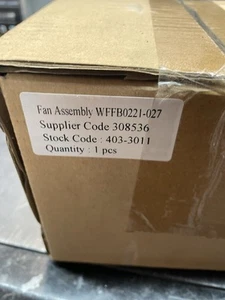 Fan Assembly WFFB0221-027
Supplier Code 308536
Stock Code : 403-3011
Quantity : 1 pcs